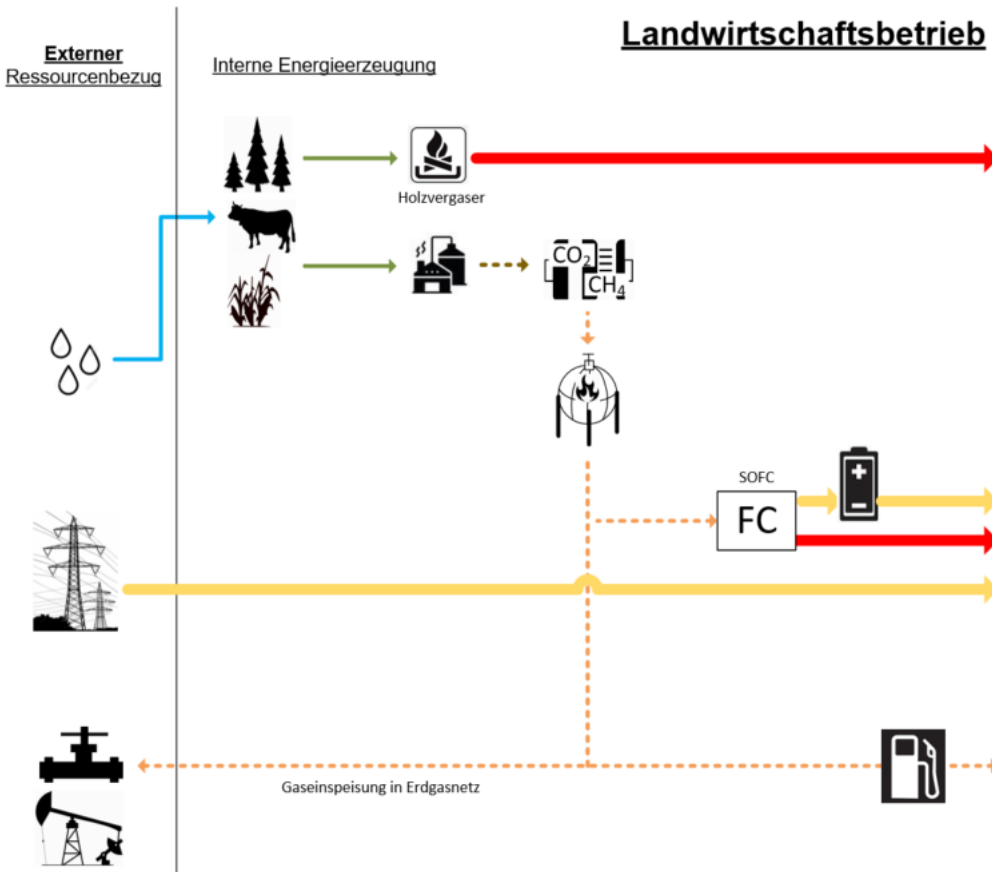 Landwirtschaftsbetrieb
Externer
Ressourcenbezug
Interne Energieerzeugung
Holzvergaser
CO₂
CH₄
SOFC
FC
Gaseinspeisung in Erdgasnetz